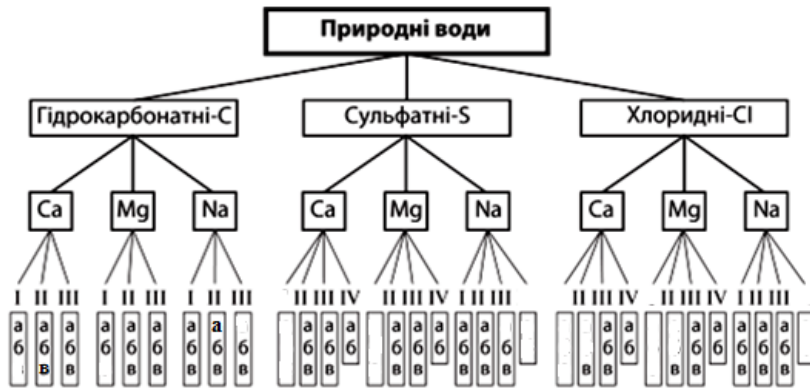 Природні води
Гідрокарбонатні-С Сульфатні-S Хлоридні-Cl
Ca Mg Na Ca Mg Na Ca Mg Na
I II III I II III I II III II III IV II III IV I II III II III IV II III IV I II III
а а а а а а а а а а а а а а а а а а а а а а а
б б б б б б б б б б б б б б б б б б б б б б б б б
в в в в в в в в в в в в в в в в в в в в